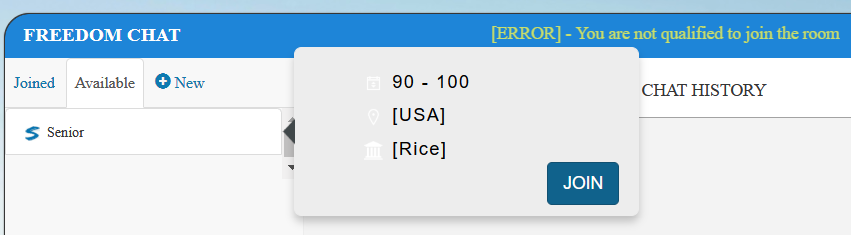 FREEDOM CHAT
[ERROR] - You are not qualified to join the room
Joined Available New
90 - 100
CHAT HISTORY
[USA]
Senior
[Rice]
JOIN